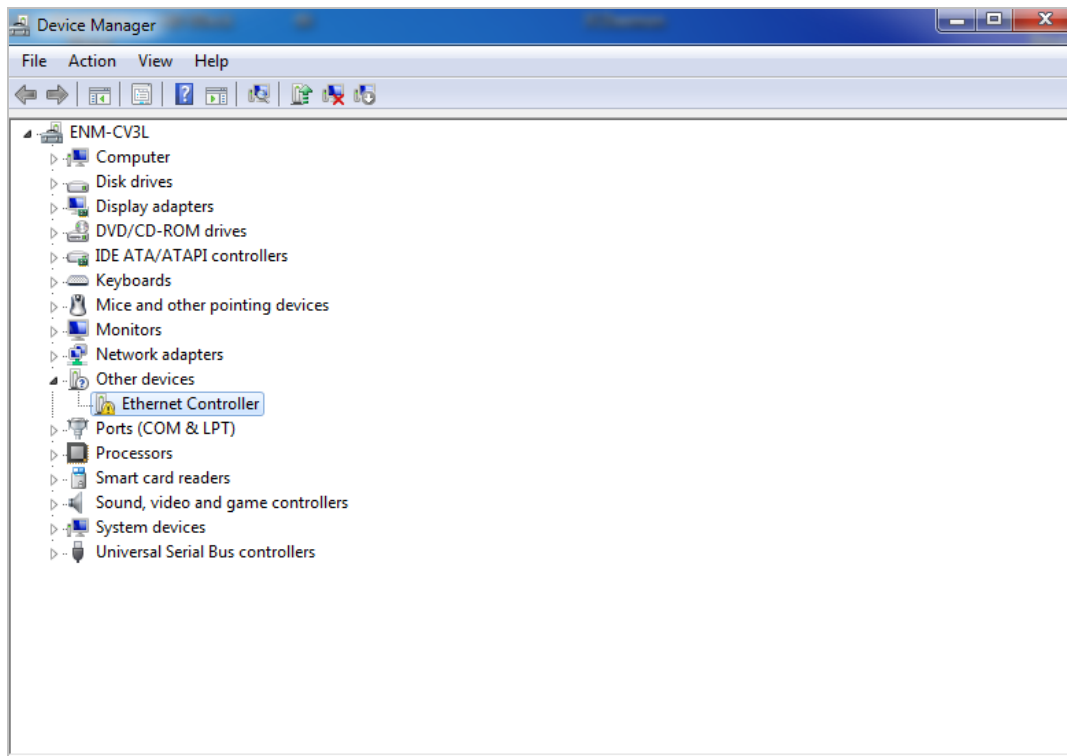 Device Manager
File Action View Help
ENM-CV3L
Computer
Disk drives
Display adapters
DVD/CD-ROM drives
IDE ATA/ATAPI controllers
Keyboards
Mice and other pointing devices
Monitors
Network adapters
Other devices
Ethernet Controller
Ports (COM & LPT)
Processors
Smart card readers
Sound, video and game controllers
System devices
Universal Serial Bus controllers